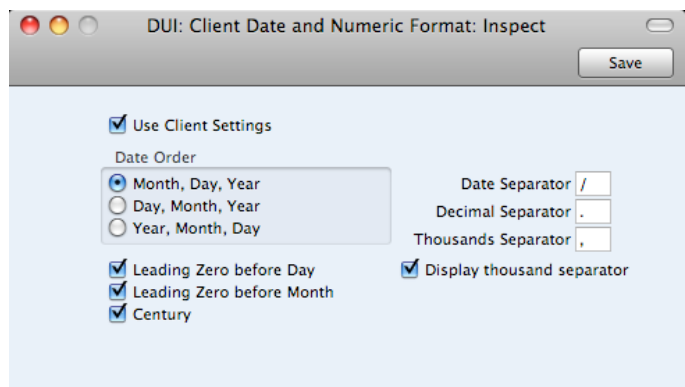 DUI: Client Date and Numeric Format: Inspect
Save
Use Client Settings
Date Order
Month, Day, Year
Day, Month, Year
Year, Month, Day
Date Separator /
Decimal Separator .
Thousands Separator ,
Leading Zero before Day
Leading Zero before Month
Century
Display thousand separator